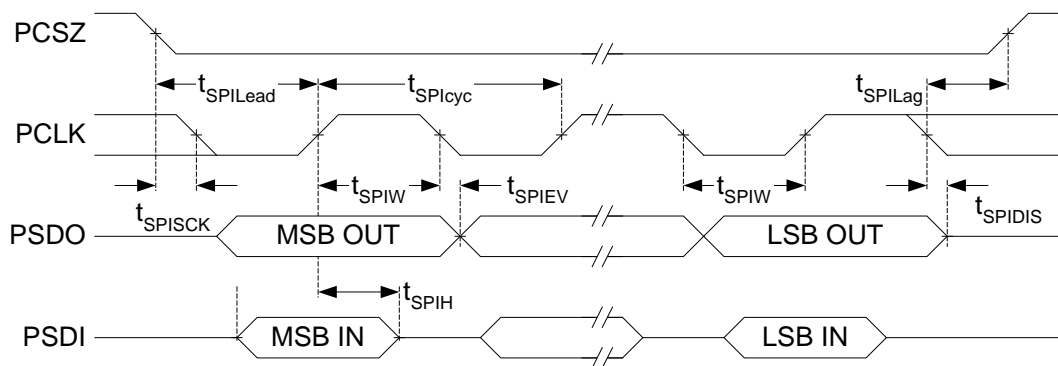 PCSZ
tSPILead
tSPIcyc
tSPILag
PCLK
tSPIW
tSPIEV
tSPIW
tSPISCK
tSPIDIS
PSDO
MSB OUT
LSB OUT
tSPIH
PSDI
MSB IN
LSB IN